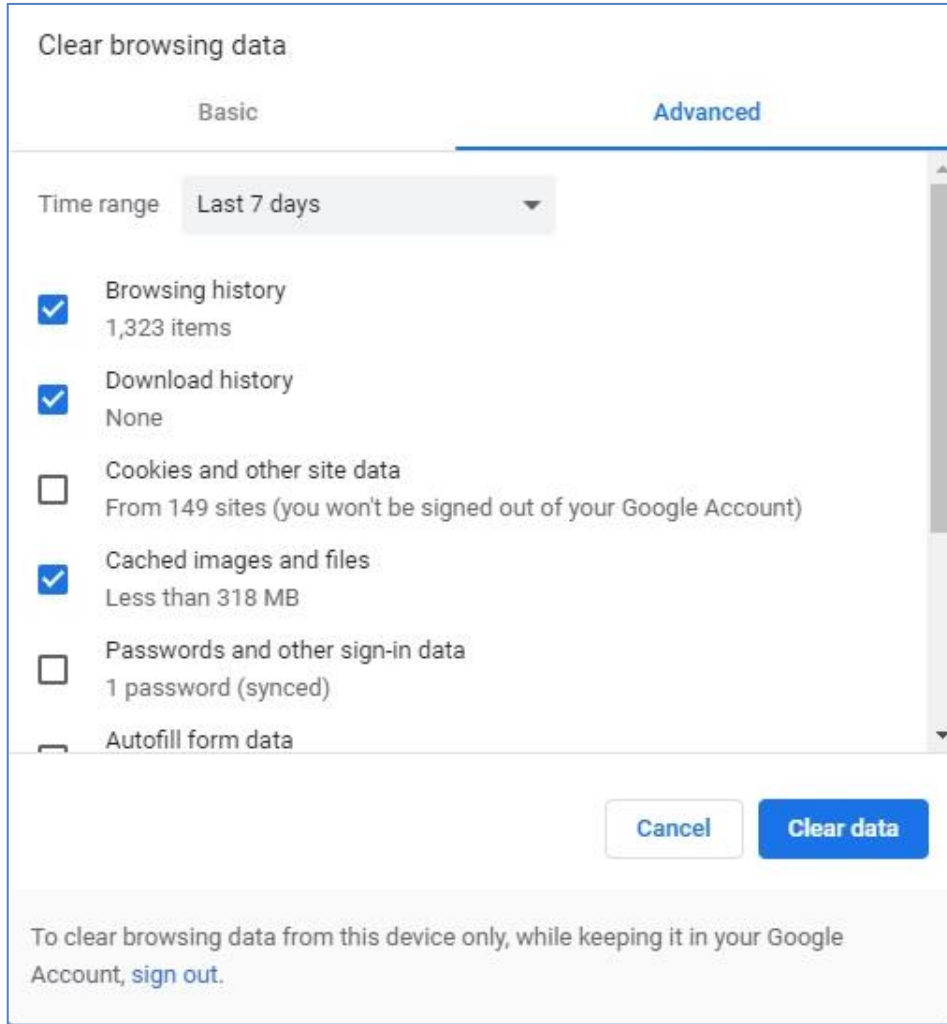 Clear browsing data
Basic
Advanced
Time range
Last 7 days
Browsing history
1,323 items
Download history
None
Cookies and other site data
From 149 sites (you won't be signed out of your Google Account)
Cached images and files
Less than 318 MB
Passwords and other sign-in data
1 password (synced)
Autofill form data
Cancel
Clear data
To clear browsing data from this device only, while keeping it in your Google
Account, sign out.